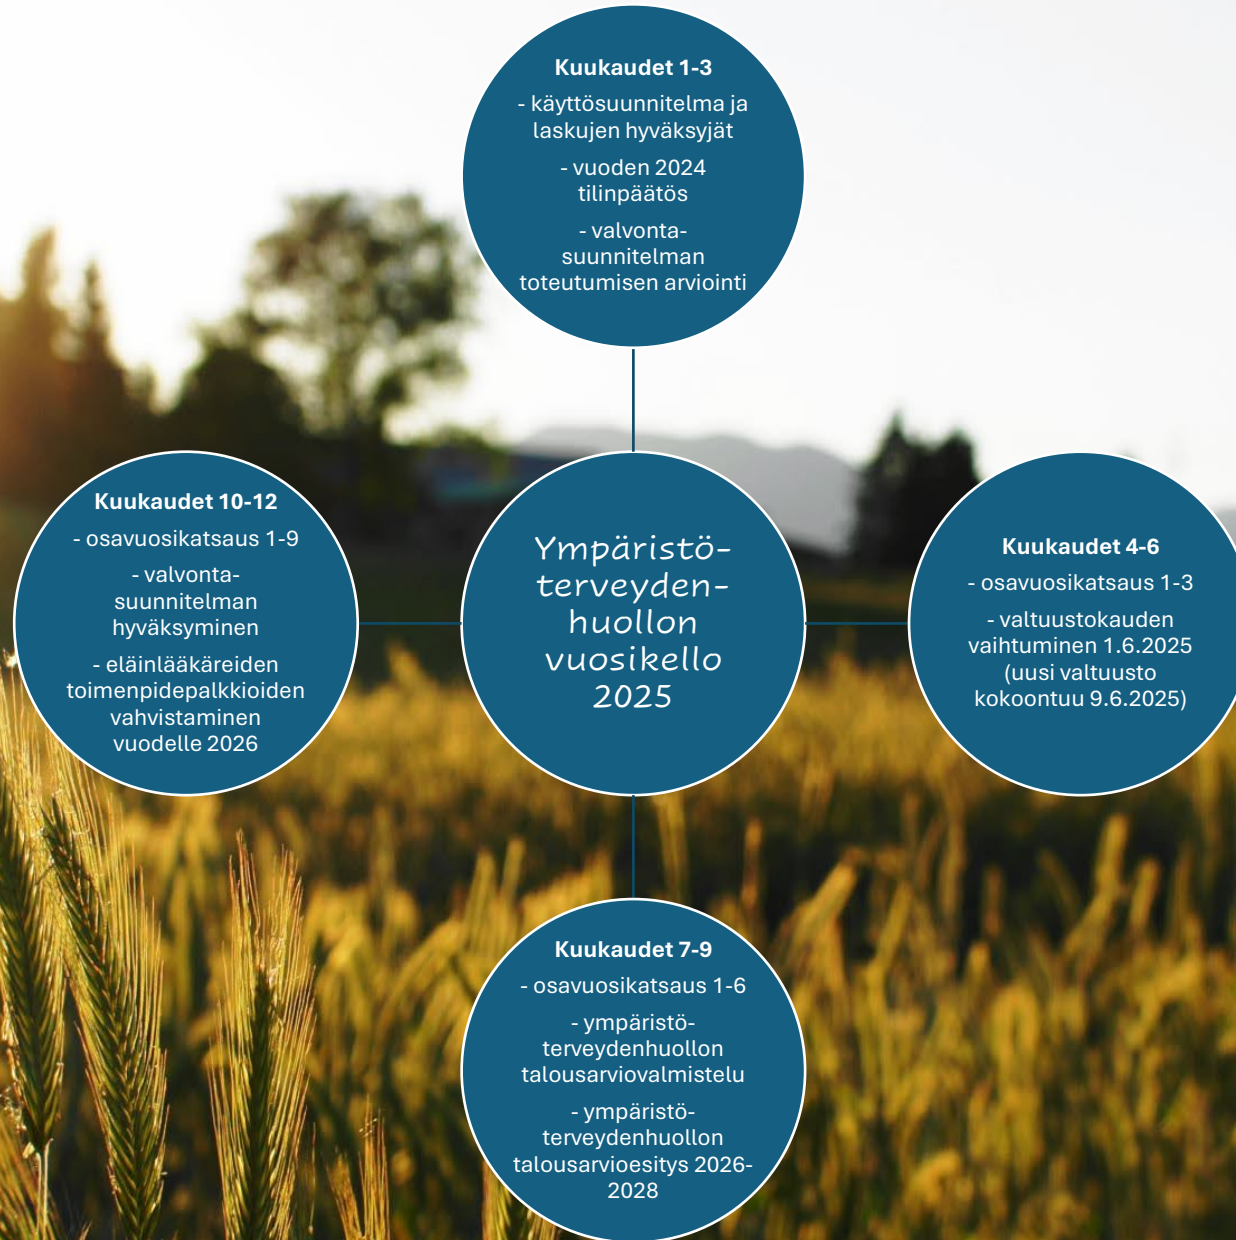 Kuukaudet 1-3
- käyttösuunnitelma ja
laskujen hyväksyjät
- vuoden 2024
tilinpäätös
- valvonta-
suunnitelman
toteutumisen arviointi
Kuukaudet 10-12
- osavuosikatsaus 1-9
- valvonta-
suunnitelman
hyväksyminen
- eläinlääkäreiden
toimenpidepalkkioiden
vahvistaminen
vuodelle 2026
Ympäristö-
terveyden-
huollon
vuosikello
2025
Kuukaudet 4-6
- osavuosikatsaus 1-3
- valtuustokauden
vaihtuminen 1.6.2025
(uusi valtuusto
kokoontuu 9.6.2025)
Kuukaudet 7-9
- osavuosikatsaus 1-6
- ympäristö-
terveydenhuollon
talousarviovalmistelu
- ympäristö-
terveydenhuollon
talousarvioesitys 2026-
2028